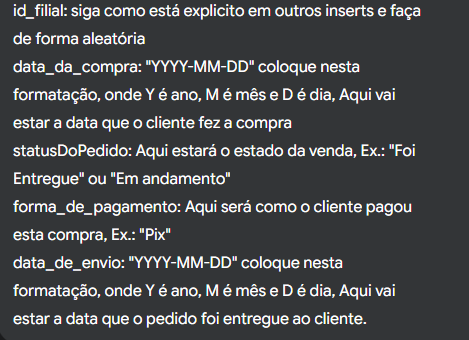 id_filial: siga como está explicito em outros inserts e faça
de forma aleatória
data_da_compra: "YYYY-MM-DD" coloque nesta
formatação, onde Y é ano, M é mês e D é dia, Aqui vai
estar a data que o cliente fez a compra
statusDoPedido: Aqui estará o estado da venda, Ex.: "Foi
Entregue" ou "Em andamento"
forma_de_pagamento: Aqui será como o cliente pagou
esta compra, Ex.: "Pix"
data_de_envio: "YYYY-MM-DD" coloque nesta
formatação, onde Y é ano, M é mês e D é dia, Aqui vai
estar a data que o pedido foi entregue ao cliente.